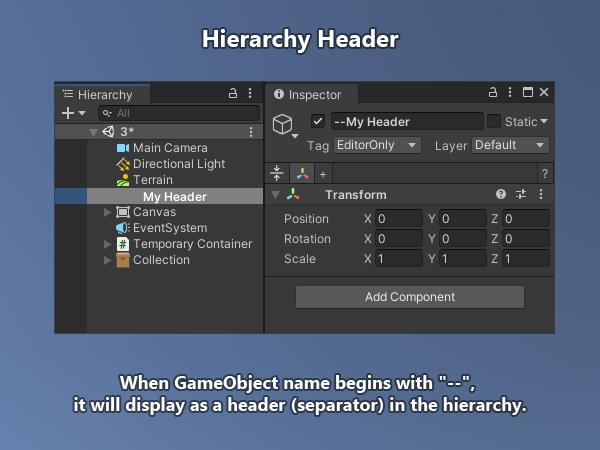 Hierarchy Header
Hierarchy
Inspector
All
--My Header
Static
3*
Tag EditorOnly Layer Default
Main Camera
Directional Light
Terrain
My Header
Canvas
EventSystem
# Temporary Container
Collection
+ ?
Transform
Position X 0 Y 0 Z 0
Rotation X 0 Y 0 Z 0
Scale X 1 Y 1 Z 1
Add Component
When GameObject name begins with "--",
it will display as a header (separator) in the hierarchy.